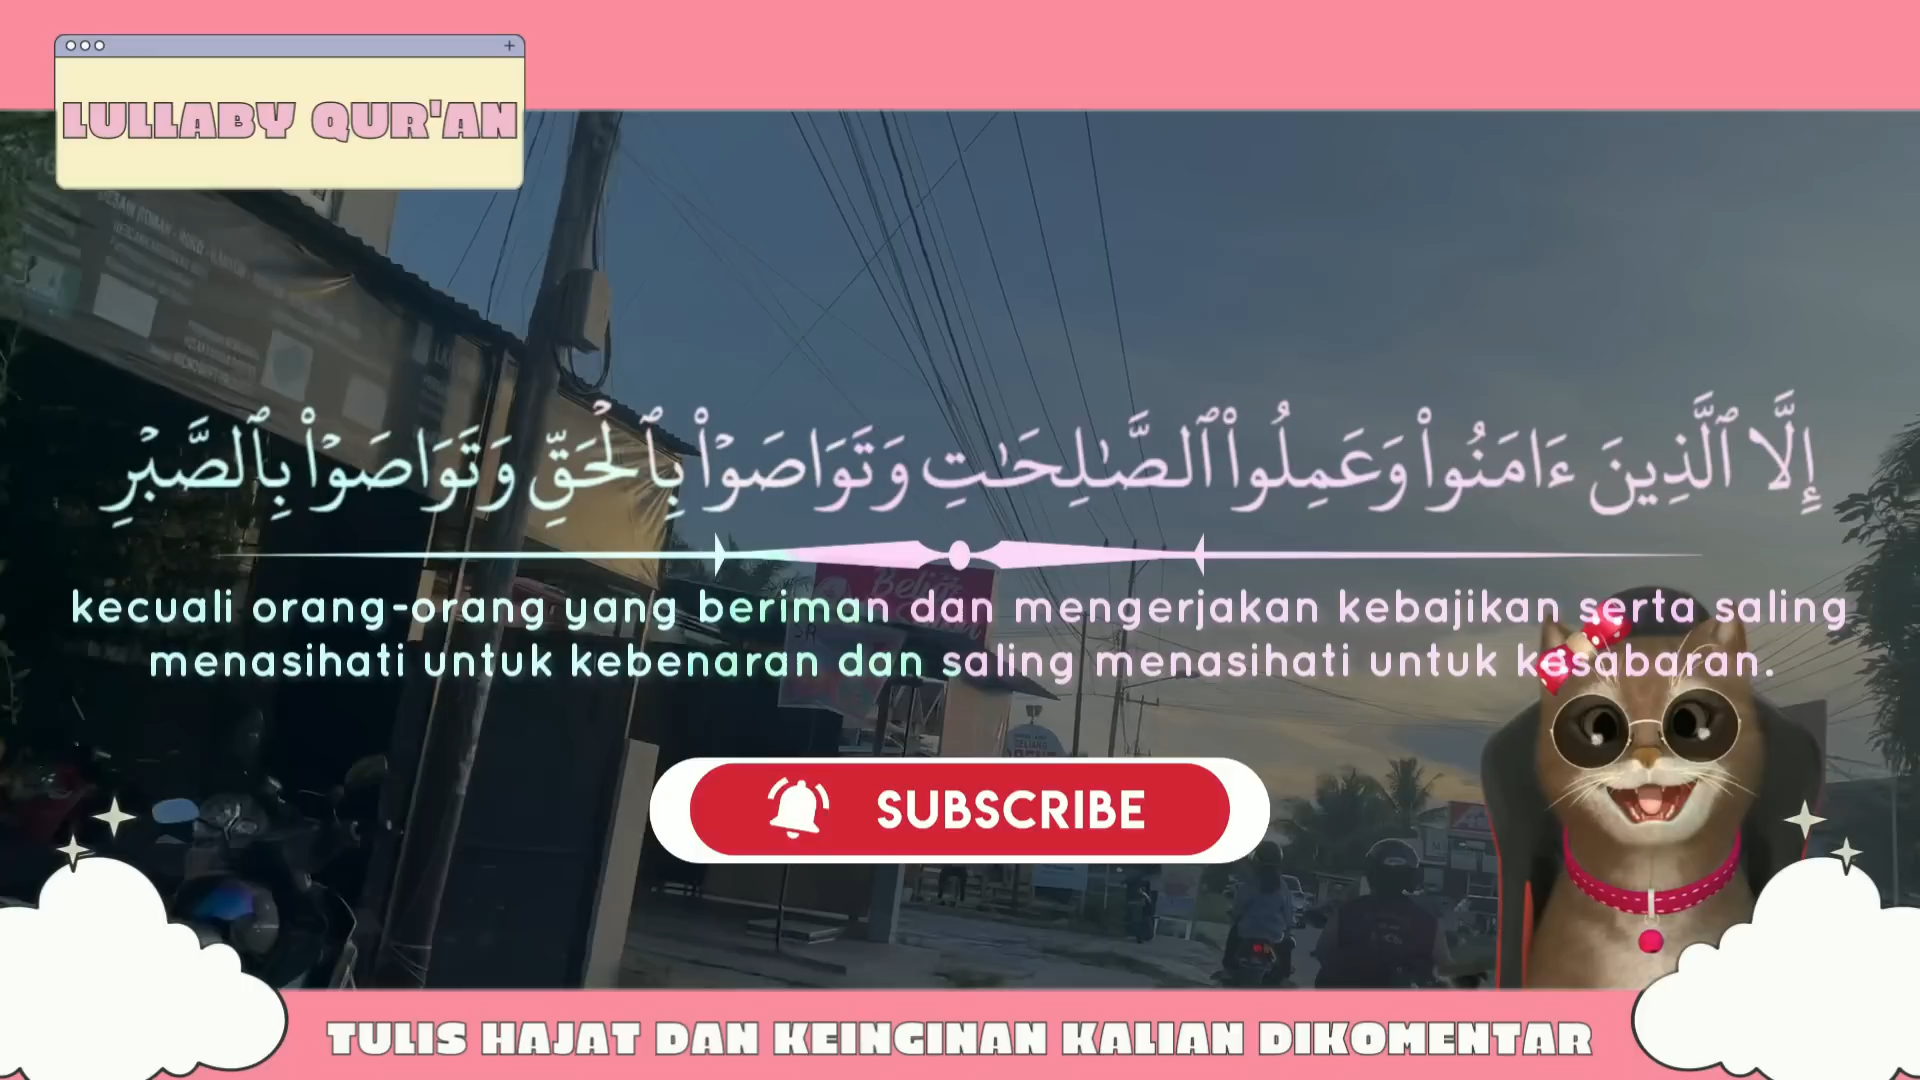 LULLABY QUR'AN
إِلَّا ٱلَّذِينَ ءَامَنُوا۟ وَعَمِلُوا۟ ٱلصَّـٰلِحَـٰتِ وَتَوَاصَوْا۟ بِٱلْحَقِّ وَتَوَاصَوْا۟ بِٱلصَّبْرِ
kecuali orang-orang yang beriman dan mengerjakan kebajikan serta saling
menasihati untuk kebenaran dan saling menasihati untuk kesabaran.
SUBSCRIBE
TULIS HAJAT DAN KEINGINAN KALIAN DIKOMENTAR